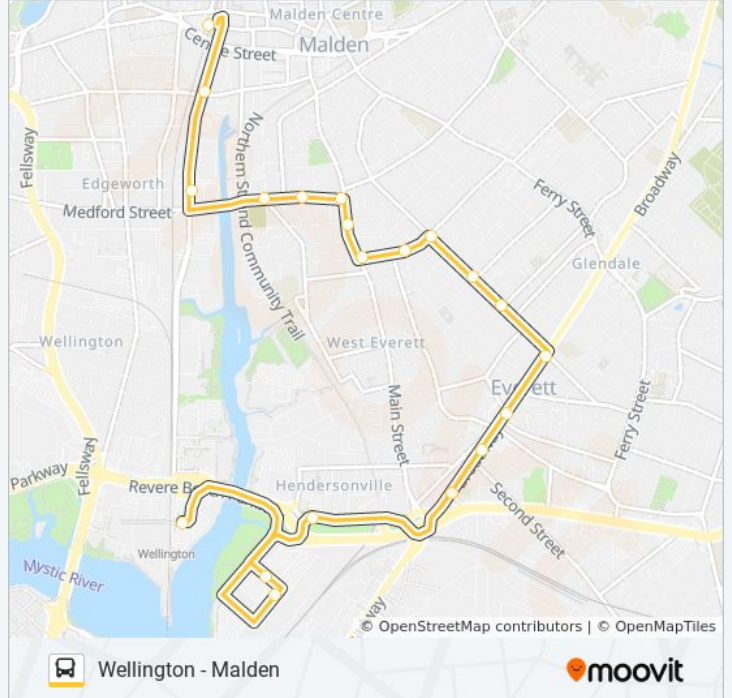 Malden Centre
Centre Street
Malden
Northern Strand Community Trail
Fellsway
Edgeworth
Medford Street
Ferry Street
Broadway
Glendale
Wellington
West Everett
Everett
Main Street
Ferry Street
Fellsway
Parkway
Revere B
Hendersonville
Second Street
Wellington
Mystic River
way
© OpenStreetMap contributors | © OpenMapTiles
Wellington - Malden
moovit